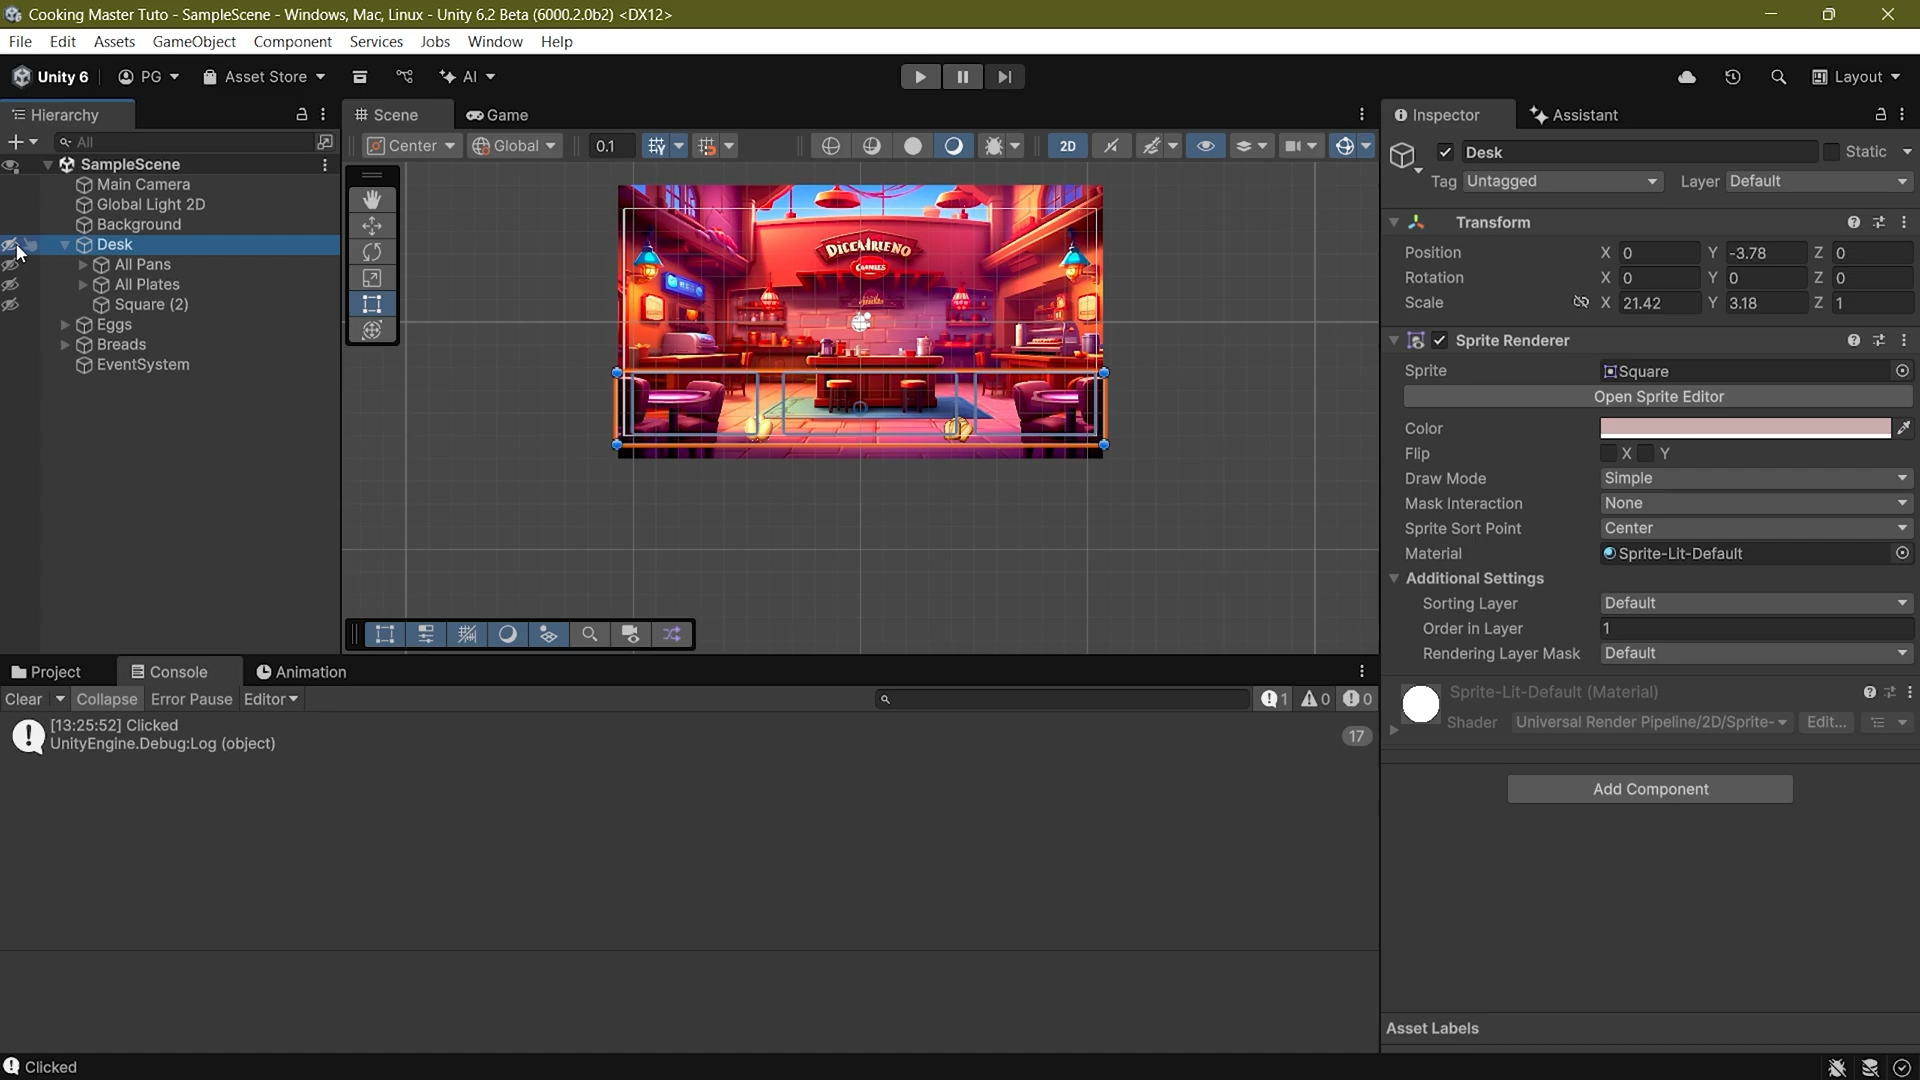 Cooking Master Tuto - SampleScene - Windows, Mac, Linux - Unity 6.2 Beta (6000.2.0b2) <DX12>
File Edit Assets GameObject Component Services Jobs Window Help
Unity 6 PG Asset Store AI Layout
Hierarchy Scene Game Inspector Assistant
All Center Global 0.1 2D Desk Static
SampleScene
Main Camera
Global Light 2D
Background
Desk
All Pans
All Plates
Square (2)
Eggs
Breads
EventSystem
DICCAIRIENO
Tag Untagged Layer Default
Transform
Position X 0 Y -3.78 Z 0
Rotation X 0 Y 0 Z 0
Scale X 21.42 Y 3.18 Z 1
Sprite Renderer
Sprite Square
Open Sprite Editor
Color
Flip X Y
Draw Mode Simple
Mask Interaction None
Sprite Sort Point Center
Material Sprite-Lit-Default
Additional Settings
Sorting Layer Default
Order in Layer 1
Rendering Layer Mask Default
Sprite-Lit-Default (Material)
Shader Universal Render Pipeline/2D/Sprite- Edit...
Add Component
Asset Labels
Project Console Animation
Clear Collapse Error Pause Editor 1 0 0
[13:25:52] Clicked
UnityEngine.Debug:Log (object) 17
Clicked